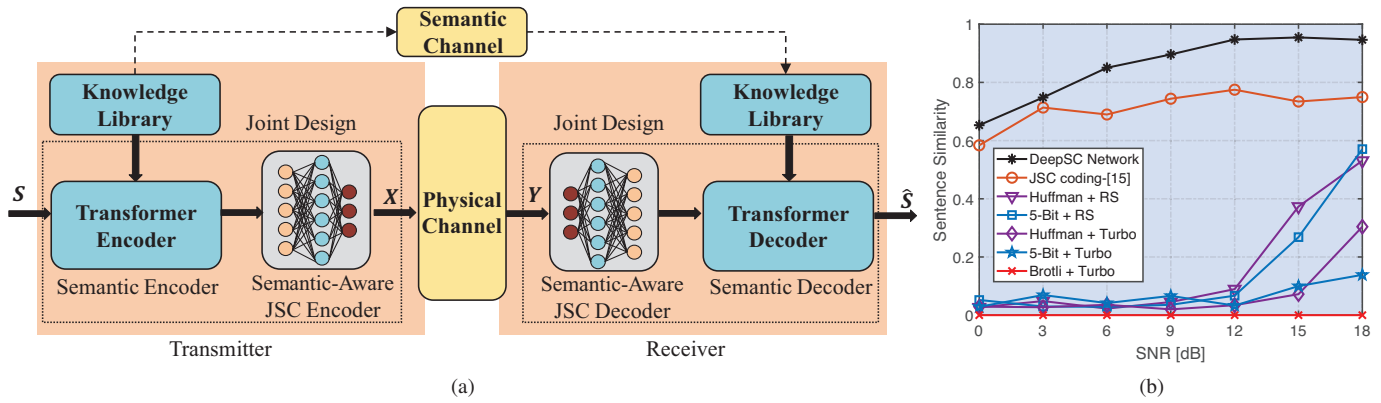 Semantic
Channel
Knowledge
Library
Joint Design
S
Transformer
Encoder
Semantic Encoder
Semantic-Aware
JSC Encoder
X
Transmitter
Physical
Channel
Y
Joint Design
Semantic-Aware
JSC Decoder
Knowledge
Library
Transformer
Decoder
Semantic Decoder
Ŝ
Receiver
(a)
Sentence Similarity
1
0.8
0.6
0.4
0.2
0
DeepSC Network
JSC coding-[15]
Huffman + RS
5-Bit + RS
Huffman + Turbo
5-Bit + Turbo
Brotli + Turbo
0 3 6 9 12 15 18
SNR [dB]
(b)